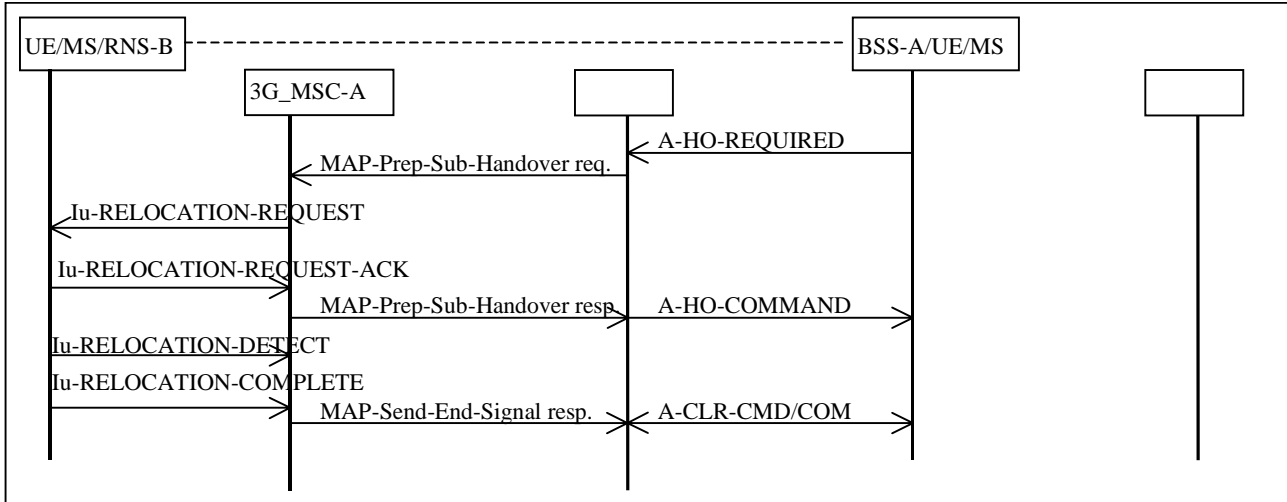 UE/MS/RNS-B
BSS-A/UE/MS
3G_MSC-A
A-HO-REQUIRED
MAP-Prep-Sub-Handover req.
Iu-RELOCATION-REQUEST
Iu-RELOCATION-REQUEST-ACK
MAP-Prep-Sub-Handover resp.
A-HO-COMMAND
Iu-RELOCATION-DETECT
Iu-RELOCATION-COMPLETE
MAP-Send-End-Signal resp.
A-CLR-CMD/COM